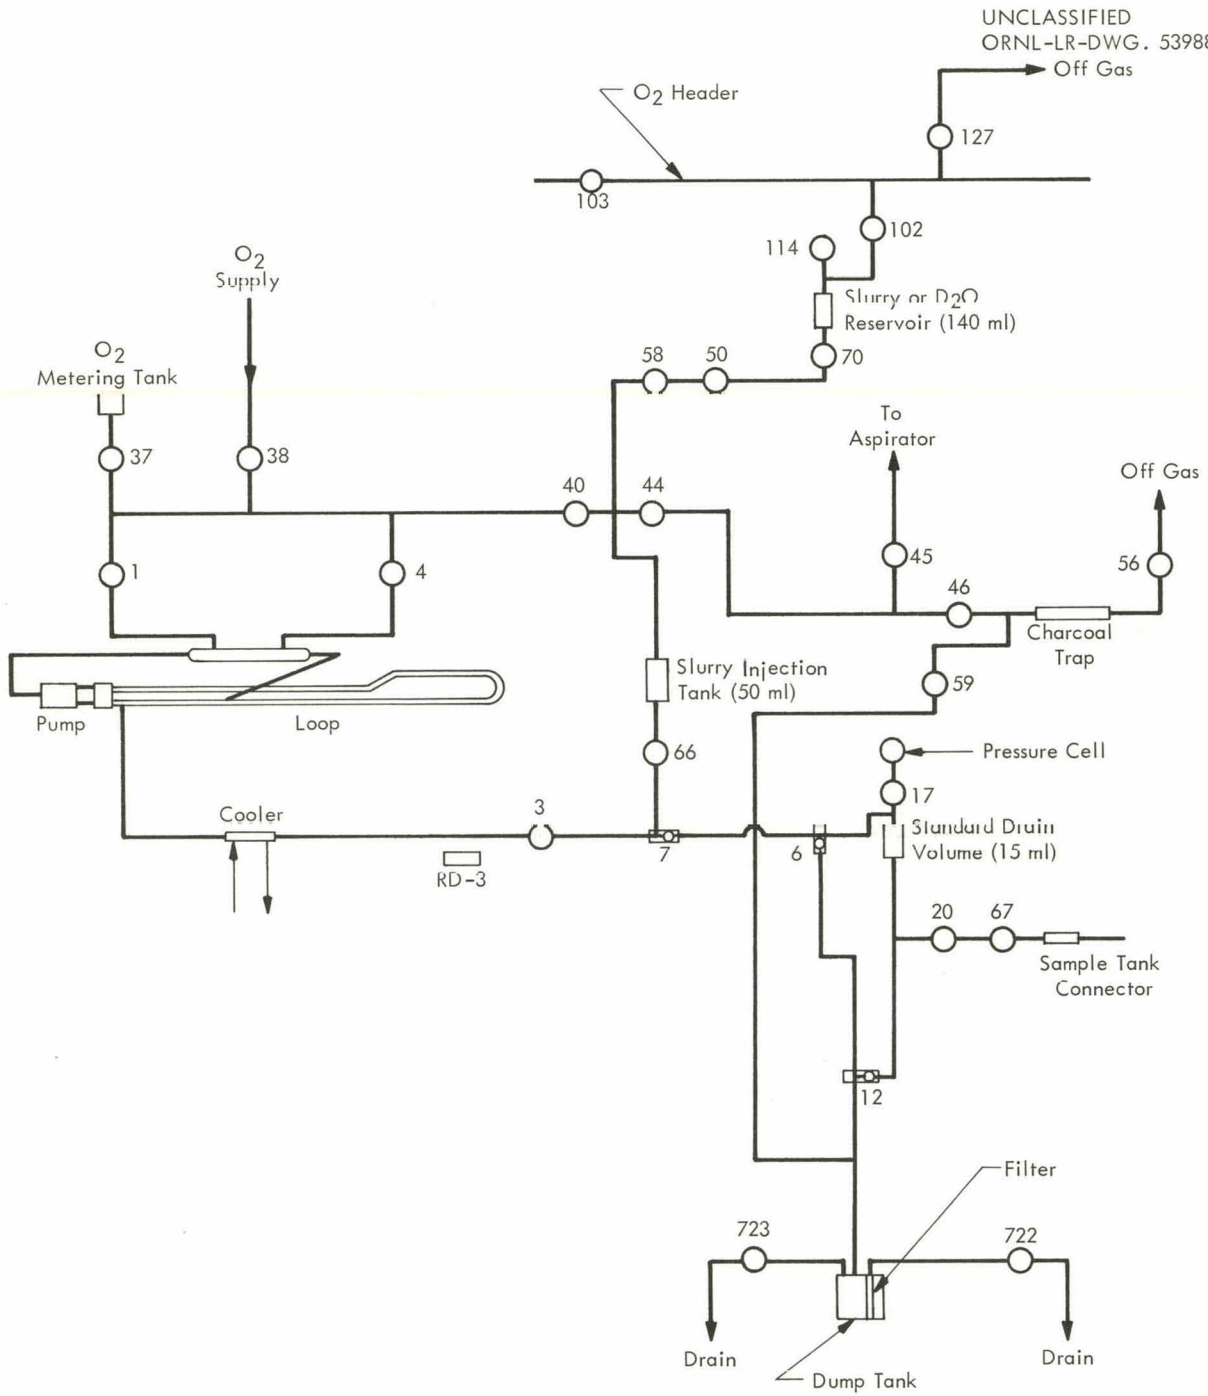 UNCLASSIFIED
ORNL-LR-DWG. 53988
Off Gas
O2 Header
127
103
102
114
O2
Supply
Slurry or D2O
Reservoir (140 ml)
O2
Metering Tank
58
50
70
To
Aspirator
37
38
40
44
Off Gas
1
4
45
56
46
Charcoal
Trap
Slurry Injection
Tank (50 ml)
59
Pump
Loop
66
Pressure Cell
17
Cooler
3
7
6
Standard Drain
Volume (15 ml)
RD-3
20
67
Sample Tank
Connector
12
Filter
723
722
Drain
Drain
Dump Tank